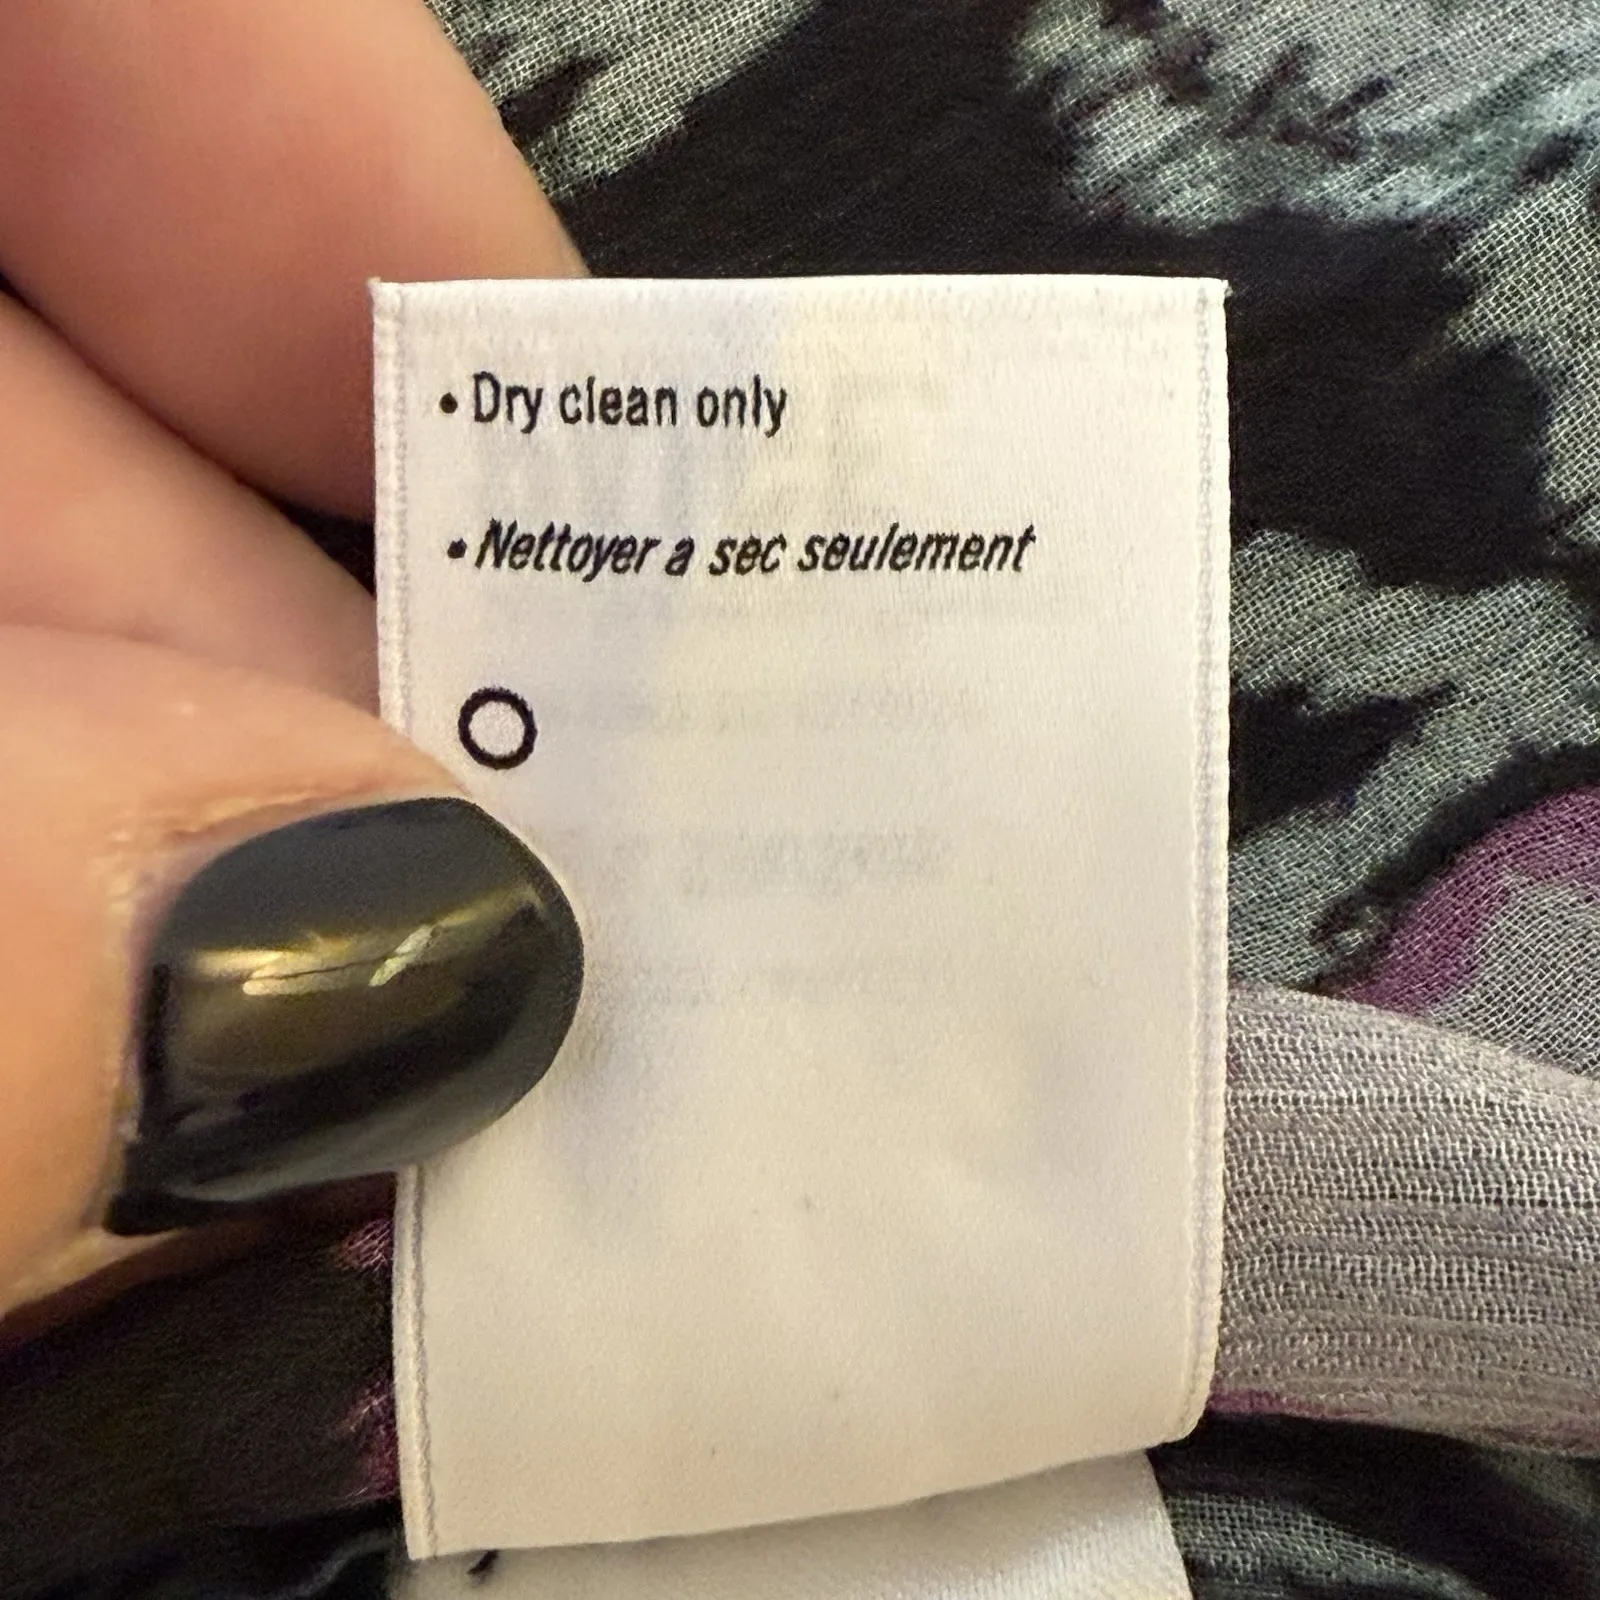 • Dry clean only
• Nettoyer a sec seulement